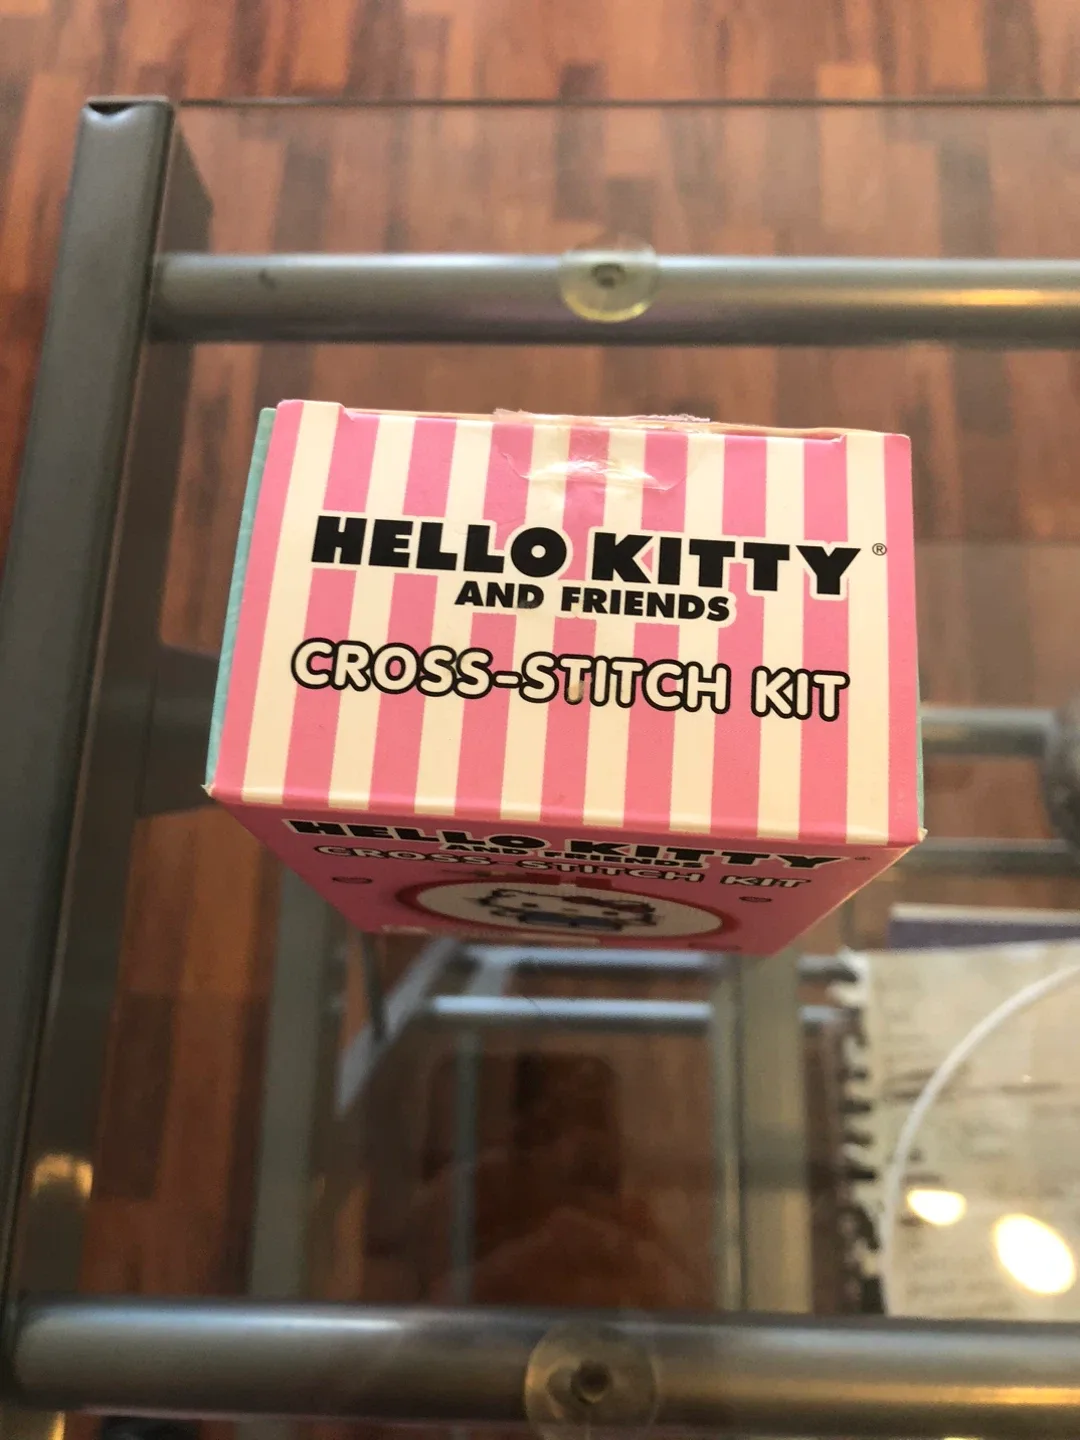 HELLO KITTY®
AND FRIENDS
CROSS-STITCH KIT
HELLO KITTY
AND FRIENDS
CROSS-STITCH KIT